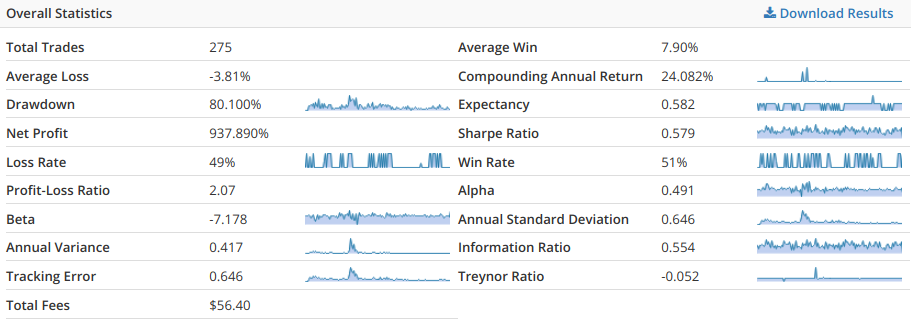 Overall Statistics Download Results
Total Trades 275 Average Win 7.90%
Average Loss -3.81% Compounding Annual Return 24.082%
Drawdown 80.100% Expectancy 0.582
Net Profit 937.890% Sharpe Ratio 0.579
Loss Rate 49% Win Rate 51%
Profit-Loss Ratio 2.07 Alpha 0.491
Beta -7.178 Annual Standard Deviation 0.646
Annual Variance 0.417 Information Ratio 0.554
Tracking Error 0.646 Treynor Ratio -0.052
Total Fees $56.40